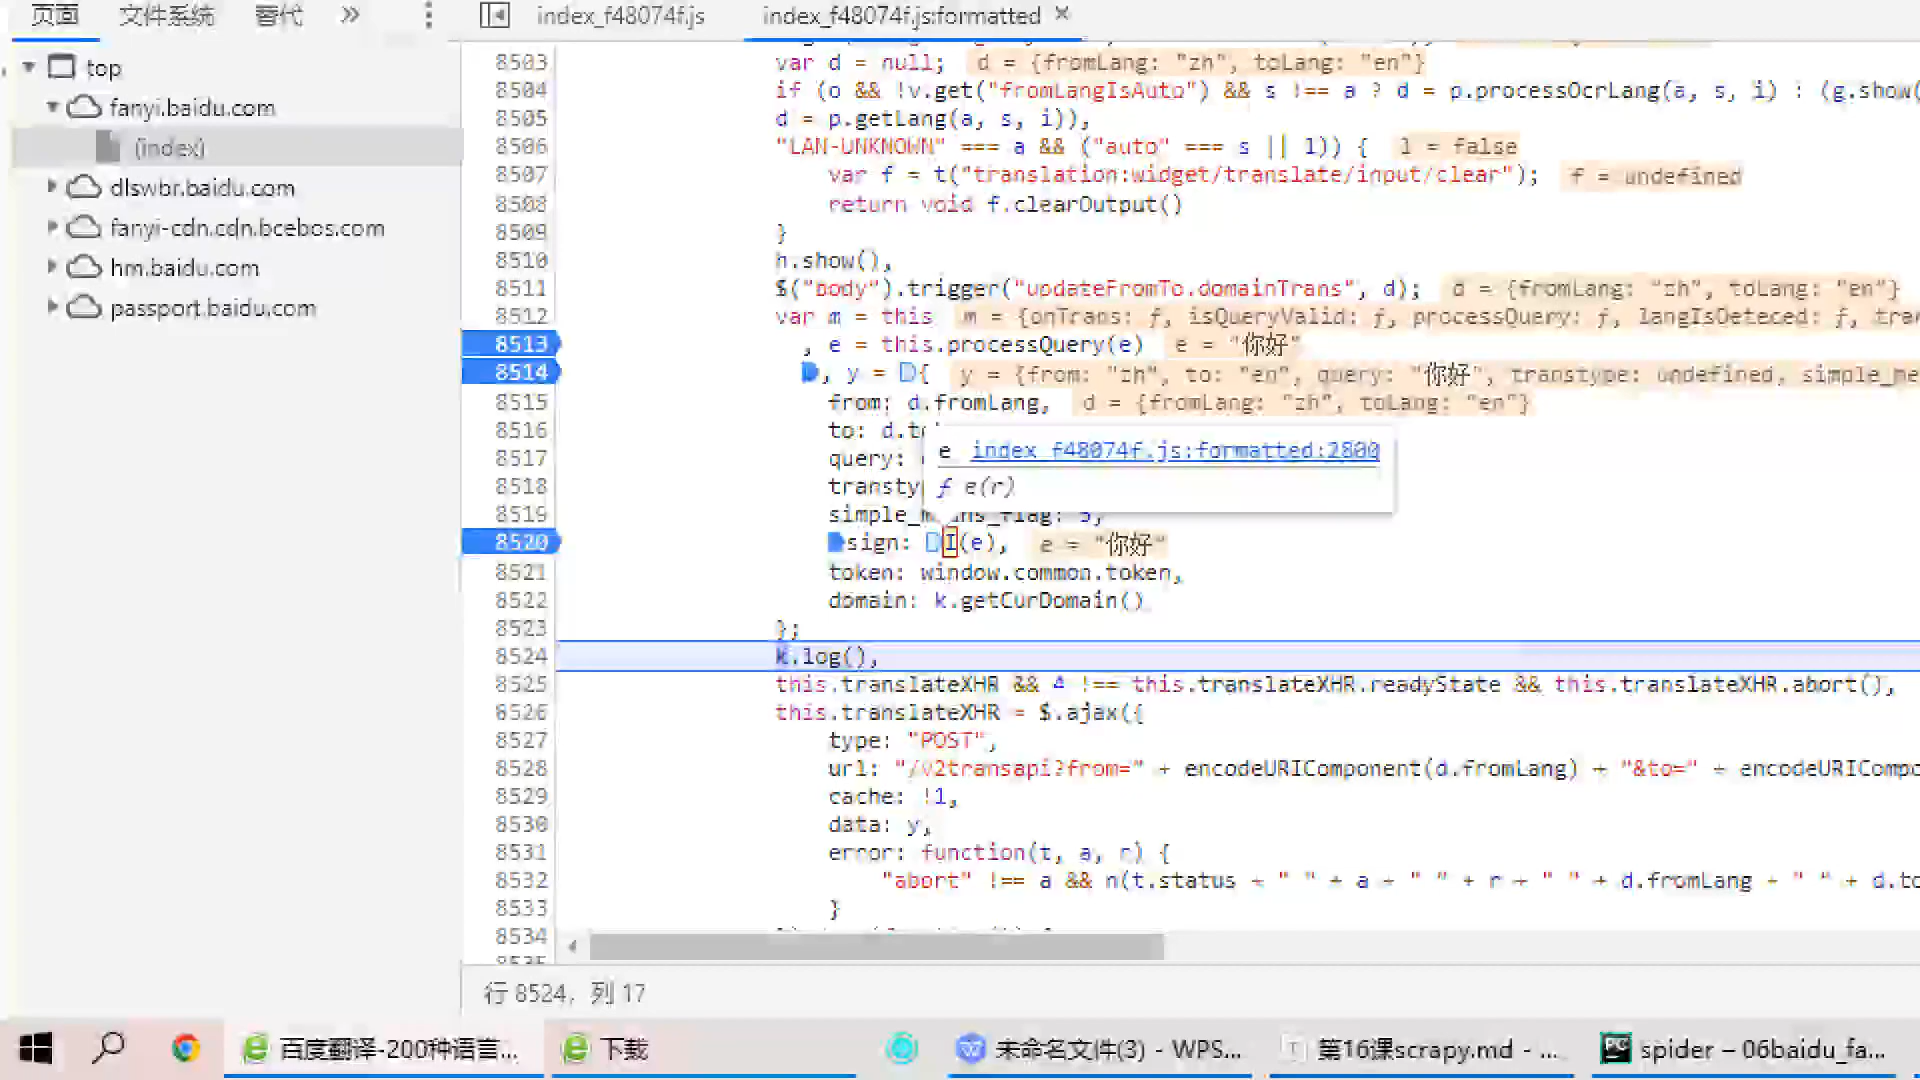 页面 文件系统 替代 »
index_f48074f.js index_f48074f.js:formatted ×
top
fanyi.baidu.com
(index)
dlswbr.baidu.com
fanyi-cdn.cdn.bcebos.com
hm.baidu.com
passport.baidu.com
8503 var d = null; d = {fromLang: "zh", toLang: "en"}
8504 if (o && !v.get("fromLangIsAuto") && s !== a ? d = p.processOcrLang(a, s, i) : (g.show(
8505 d = p.getLang(a, s, i)),
8506 "LAN-UNKNOWN" === a && ("auto" === s || l)) { l = false
8507 var f = t("translation:widget/translate/input/clear"); f = undefined
8508 return void f.clearOutput()
8509 }
8510 h.show(),
8511 $("body").trigger("updateFromTo.domainTrans", d); d = {fromLang: "zh", toLang: "en"}
8512 var m = this m = {onTrans: ƒ, isQueryValid: ƒ, processQuery: ƒ, langIsDeteced: ƒ, tra
8513 , e = this.processQuery(e) e = "你好"
8514 , y = { y = {from: "zh", to: "en", query: "你好", transtype: undefined, simple_me
8515 from: d.fromLang, d = {fromLang: "zh", toLang: "en"}
8516 to: d.to
e index_f48074f.js:formatted:2800
8517 query:
8518 transty
ƒ e(r)
8519 simple_means_flag: 3,
8520 sign: I(e), e = "你好"
8521 token: window.common.token,
8522 domain: k.getCurDomain()
8523 };
8524 k.log(),
8525 this.translateXHR && 4 !== this.translateXHR.readyState && this.translateXHR.abort(),
8526 this.translateXHR = $.ajax({
8527 type: "POST",
8528 url: "/v2transapi?from=" + encodeURIComponent(d.fromLang) + "&to=" + encodeURICompo
8529 cache: !1,
8530 data: y,
8531 error: function(t, a, r) {
8532 "abort" !== a && n(t.status + " " + a + " " + r + " " + d.fromLang + " " + d.to
8533 }
8534
行 8524，列 17
百度翻译-200种语言... 下载 未命名文件(3) - WPS... 第16课scrapy.md - ... PC spider – 06baidu_fa...